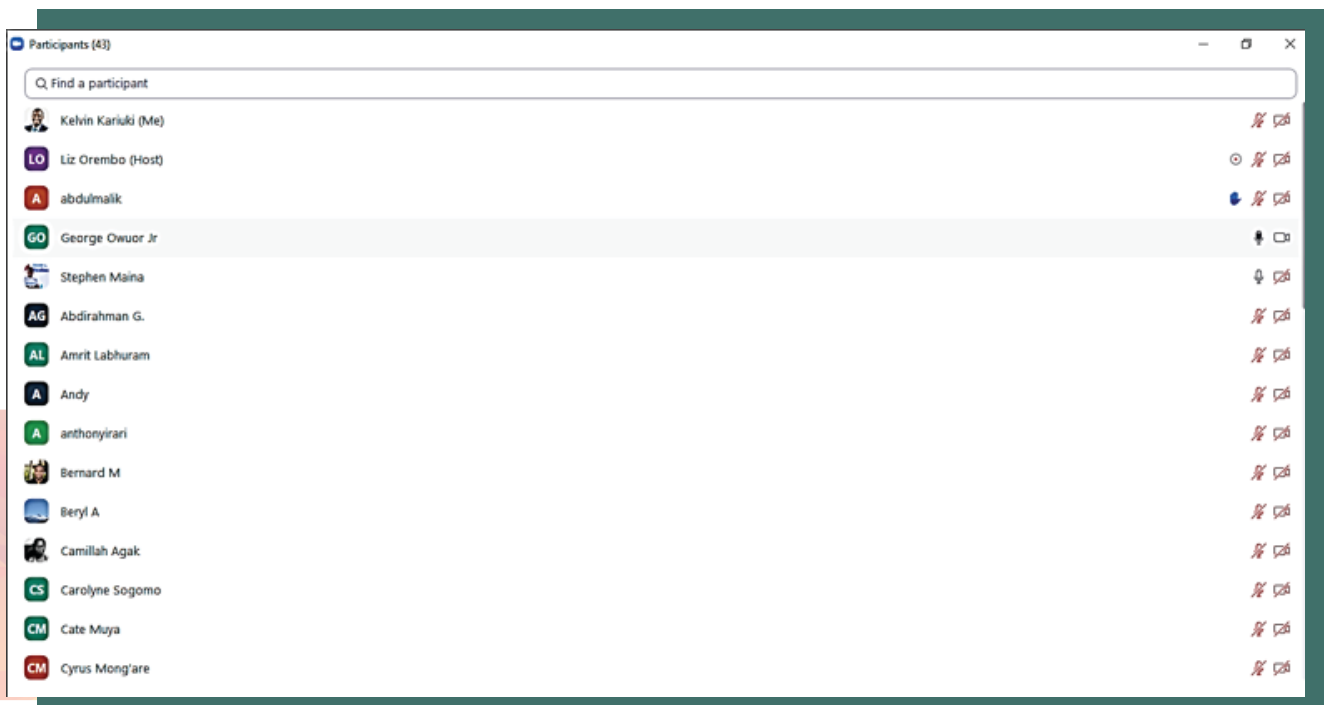 Participants (43)
Find a participant
Kelvin Kariuki (Me)
LO Liz Orembo (Host)
A abdulmalik
GO George Owuor Jr
Stephen Maina
AG Abdirahman G.
AL Amrit Labhuram
A Andy
A anthonyirari
Bernard M
Beryl A
Camillah Agak
CS Carolyne Sogomo
CM Cate Muya
CM Cyrus Mong'are